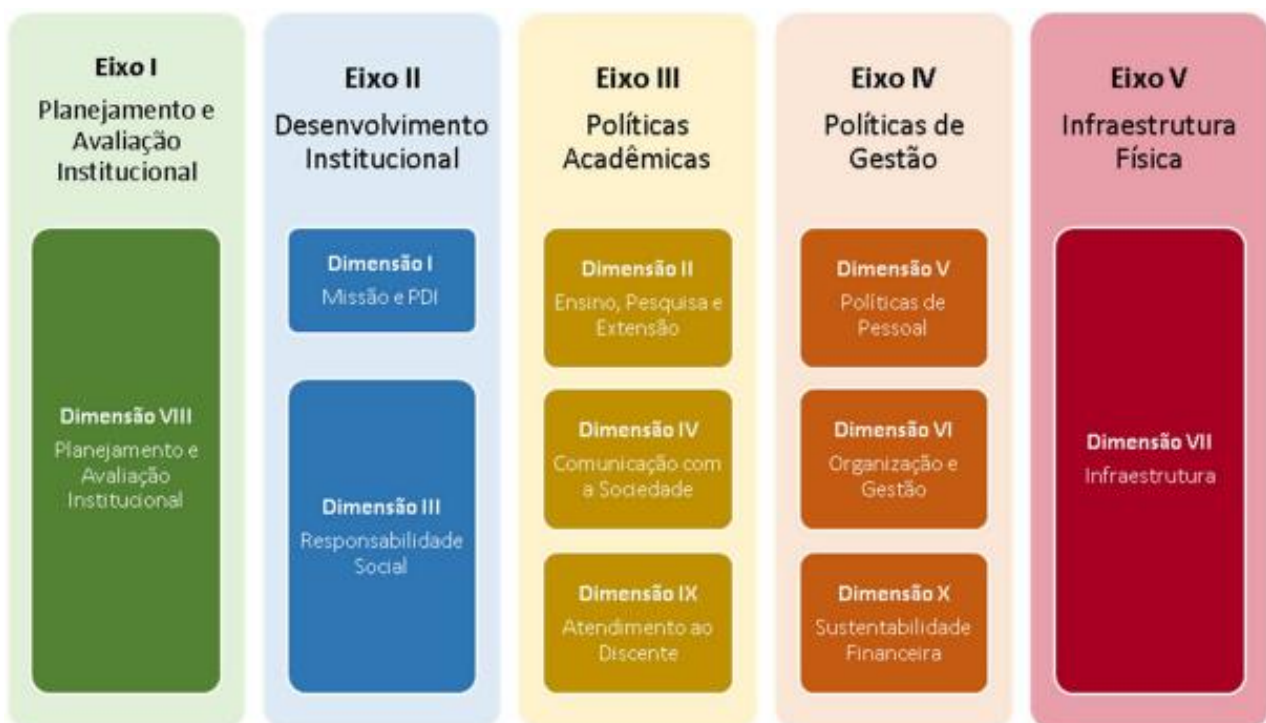 Eixo I
Planejamento e
Avaliação
Institucional
Dimensão VIII
Planejamento e
Avaliação
Institucional
Eixo II
Desenvolvimento
Institucional
Dimensão I
Missão e PDI
Dimensão III
Responsabilidade
Social
Eixo III
Políticas
Acadêmicas
Dimensão II
Ensino, Pesquisa e
Extensão
Dimensão IV
Comunicação com
a Sociedade
Dimensão IX
Atendimento ao
Discente
Eixo IV
Políticas de
Gestão
Dimensão V
Políticas de
Pessoal
Dimensão VI
Organização e
Gestão
Dimensão X
Sustentabilidade
Financeira
Eixo V
Infraestrutura
Física
Dimensão VII
Infraestrutura